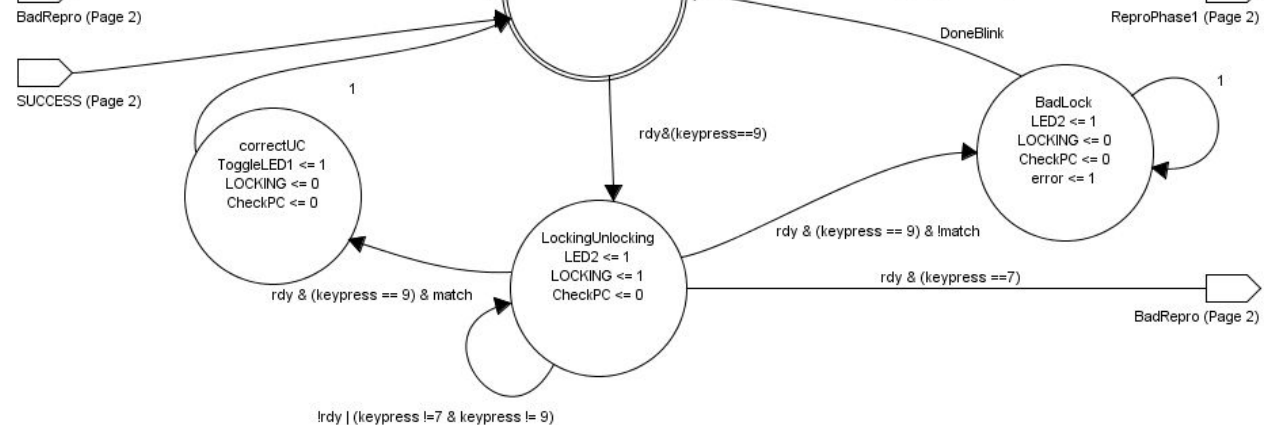 BadRepro (Page 2)
ReproPhase1 (Page 2)
DoneBlink
SUCCESS (Page 2)
1
1
BadLock
LED2 <= 1
LOCKING <= 0
CheckPC <= 0
error <= 1
rdy&(keypress==9)
correctUC
ToggleLED1 <= 1
LOCKING <= 0
CheckPC <= 0
rdy & (keypress == 9) & !match
LockingUnlocking
LED2 <= 1
LOCKING <= 1
CheckPC <= 0
rdy & (keypress ==7)
rdy & (keypress == 9) & match
BadRepro (Page 2)
!rdy | (keypress !=7 & keypress != 9)